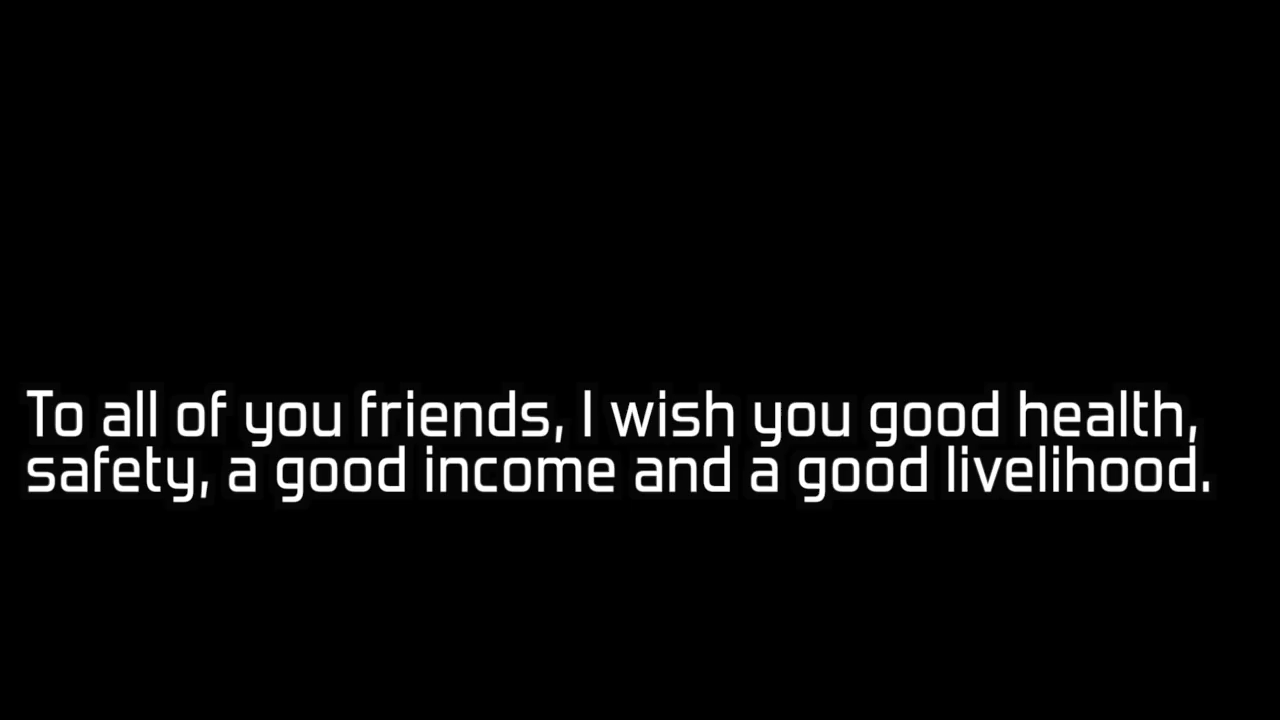 To all of you friends, I wish you good health,
safety, a good income and a good livelihood.